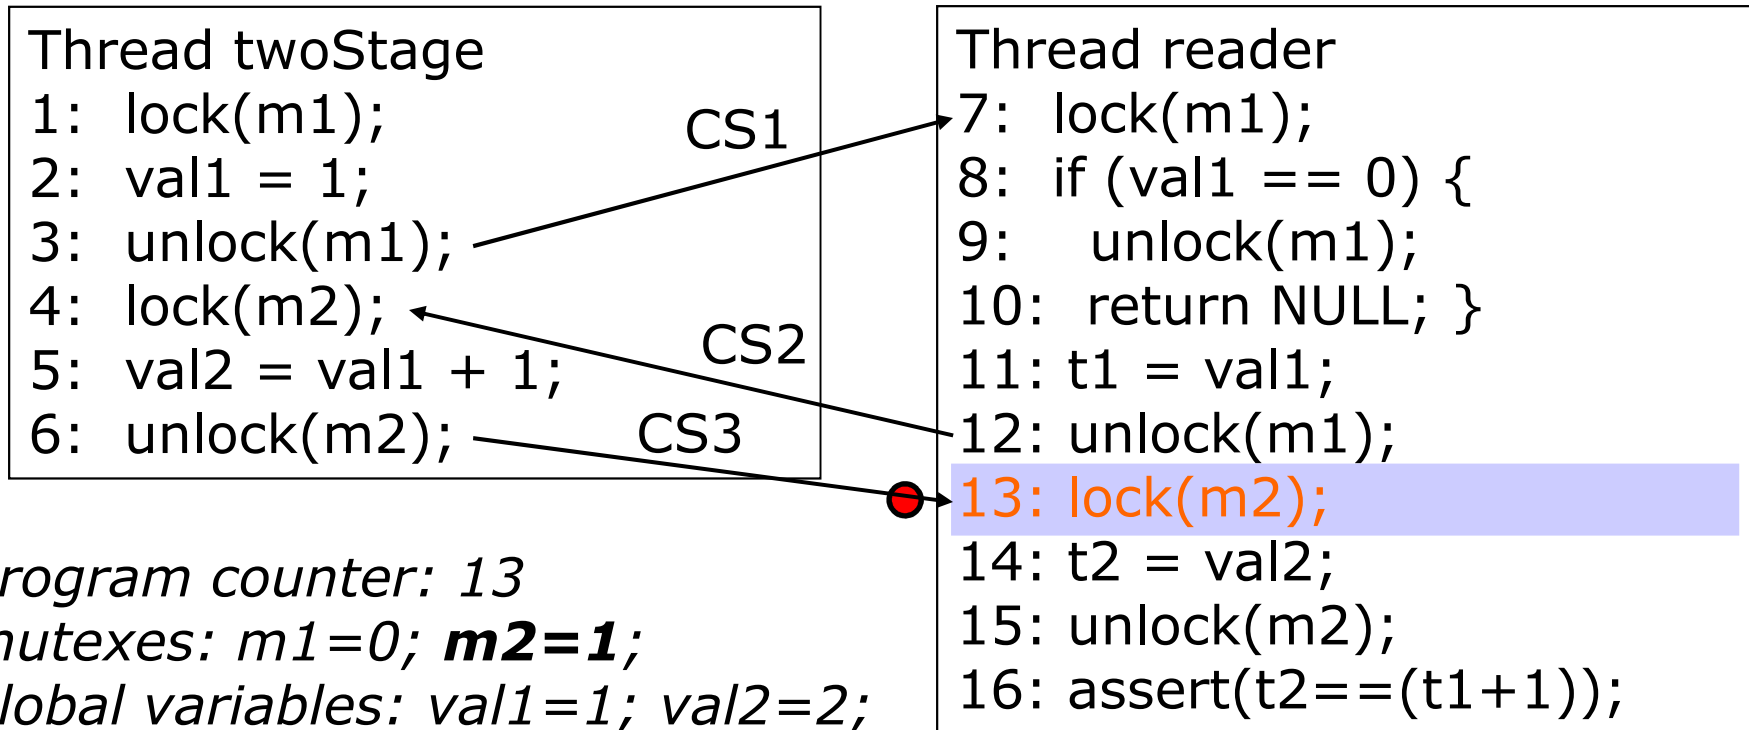 Thread twoStage
1: lock(m1);
2: val1 = 1;
3: unlock(m1);
4: lock(m2);
5: val2 = val1 + 1;
6: unlock(m2);
CS1
CS2
CS3
Thread reader
7: lock(m1);
8: if (val1 == 0) {
9: unlock(m1);
10: return NULL; }
11: t1 = val1;
12: unlock(m1);
13: lock(m2);
14: t2 = val2;
15: unlock(m2);
16: assert(t2==(t1+1));
rogram counter: 13
nutexes: m1=0; m2=1;
lobal variables: val1=1; val2=2;